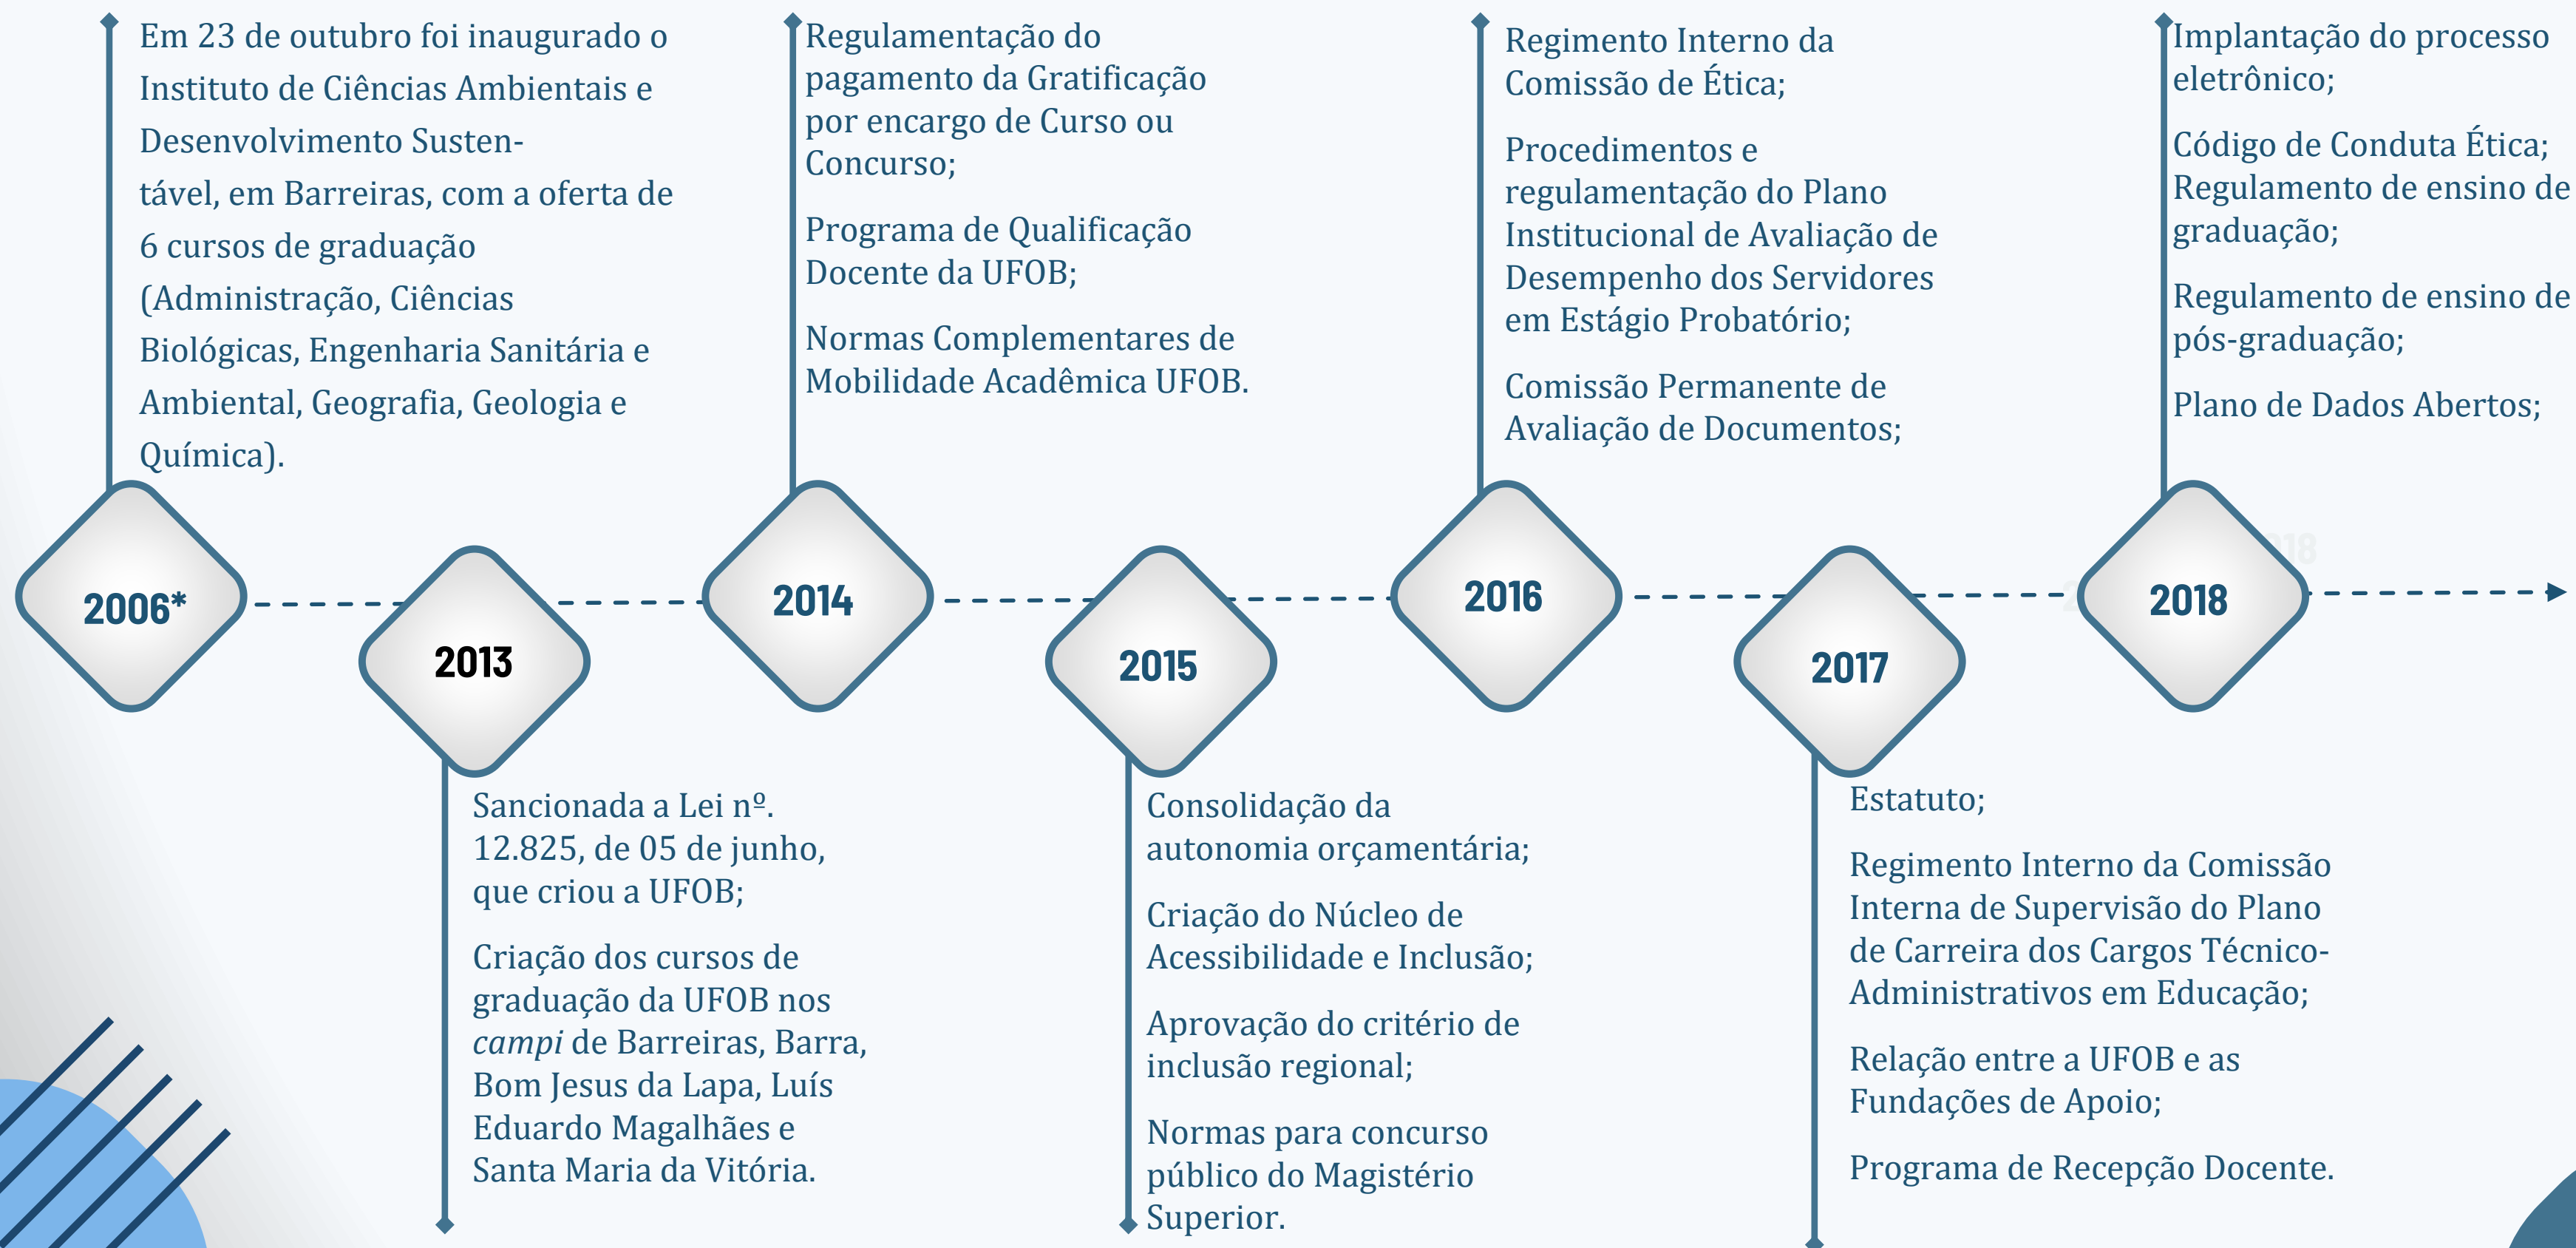 Em 23 de outubro foi inaugurado o
Instituto de Ciências Ambientais e
Desenvolvimento Susten-
tável, em Barreiras, com a oferta de
6 cursos de graduação
(Administração, Ciências
Biológicas, Engenharia Sanitária e
Ambiental, Geografia, Geologia e
Química).
Regulamentação do
pagamento da Gratificação
por encargo de Curso ou
Concurso;
Programa de Qualificação
Docente da UFOB;
Normas Complementares de
Mobilidade Acadêmica UFOB.
Regimento Interno da
Comissão de Ética;
Procedimentos e
regulamentação do Plano
Institucional de Avaliação de
Desempenho dos Servidores
em Estágio Probatório;
Comissão Permanente de
Avaliação de Documentos;
Implantação do processo
eletrônico;
Código de Conduta Ética;
Regulamento de ensino de
graduação;
Regulamento de ensino de
pós-graduação;
Plano de Dados Abertos;
2006*
2013
2014
2015
2016
2017
2018
Sancionada a Lei nº.
12.825, de 05 de junho,
que criou a UFOB;
Criação dos cursos de
graduação da UFOB nos
campi de Barreiras, Barra,
Bom Jesus da Lapa, Luís
Eduardo Magalhães e
Santa Maria da Vitória.
Consolidação da
autonomia orçamentária;
Criação do Núcleo de
Acessibilidade e Inclusão;
Aprovação do critério de
inclusão regional;
Normas para concurso
público do Magistério
Superior.
Estatuto;
Regimento Interno da Comissão
Interna de Supervisão do Plano
de Carreira dos Cargos Técnico-
Administrativos em Educação;
Relação entre a UFOB e as
Fundações de Apoio;
Programa de Recepção Docente.